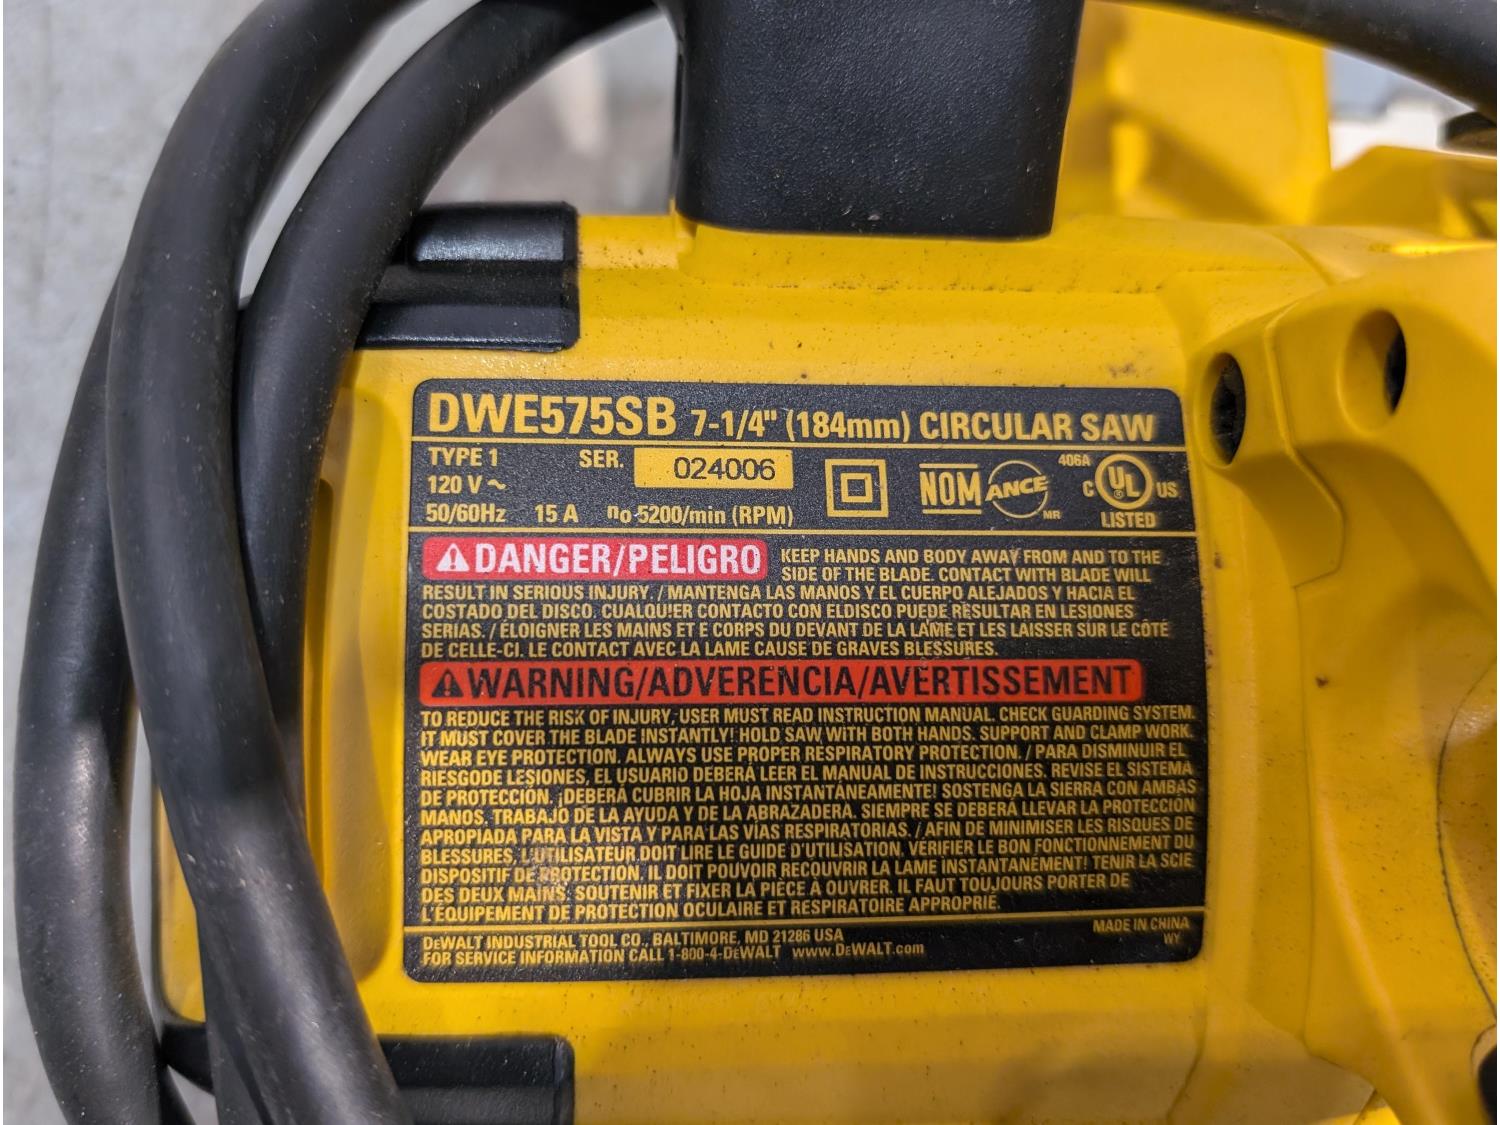 DWE575SB 7-1/4" (184mm) CIRCULAR SAW
TYPE 1 SER. 024006
120 V ~
50/60Hz 15 A no 5200/min (RPM)
NOM ANCE MR
406A
C UL ® US
LISTED
DANGER/PELIGRO KEEP HANDS AND BODY AWAY FROM AND TO THE
SIDE OF THE BLADE. CONTACT WITH BLADE WILL
RESULT IN SERIOUS INJURY. / MANTENGA LAS MANOS Y EL CUERPO ALEJADOS Y HACIA EL
COSTADO DEL DISCO. CUALQUIER CONTACTO CON ELDISCO PUEDE RESULTAR EN LESIONES
SERIAS. / ÉLOIGNER LES MAINS ET E CORPS DU DEVANT DE LA LAME ET LES LAISSER SUR LE CÔTÉ
DE CELLE-CI. LE CONTACT AVEC LA LAME CAUSE DE GRAVES BLESSURES.
WARNING/ADVERENCIA/AVERTISSEMENT
TO REDUCE THE RISK OF INJURY, USER MUST READ INSTRUCTION MANUAL. CHECK GUARDING SYSTEM.
IT MUST COVER THE BLADE INSTANTLY! HOLD SAW WITH BOTH HANDS. SUPPORT AND CLAMP WORK.
WEAR EYE PROTECTION. ALWAYS USE PROPER RESPIRATORY PROTECTION. / PARA DISMINUIR EL
RIESGODE LESIONES, EL USUARIO DEBERÁ LEER EL MANUAL DE INSTRUCCIONES. REVISE EL SISTEMA
DE PROTECCIÓN. ¡DEBERÁ CUBRIR LA HOJA INSTANTÁNEAMENTE! SOSTENGA LA SIERRA CON AMBAS
MANOS. TRABAJO DE LA AYUDA Y DE LA ABRAZADERA. SIEMPRE SE DEBERÁ LLEVAR LA PROTECCIÓN
APROPIADA PARA LA VISTA Y PARA LAS VÍAS RESPIRATORIAS. / AFIN DE MINIMISER LES RISQUES DE
BLESSURES, L'UTILISATEUR DOIT LIRE LE GUIDE D'UTILISATION, VÉRIFIER LE BON FONCTIONNEMENT DU
DISPOSITIF DE PROTECTION. IL DOIT POUVOIR RECOUVRIR LA LAME INSTANTANÉMENT! TENIR LA SCIE
DES DEUX MAINS. SOUTENIR ET FIXER LA PIÈCE À OUVRER. IL FAUT TOUJOURS PORTER DE
L'ÉQUIPEMENT DE PROTECTION OCULAIRE ET RESPIRATOIRE APPROPRIÉ.
DEWALT INDUSTRIAL TOOL CO., BALTIMORE, MD 21286 USA
FOR SERVICE INFORMATION CALL 1-800-4-DEWALT www.DEWALT.com
MADE IN CHINA
WY